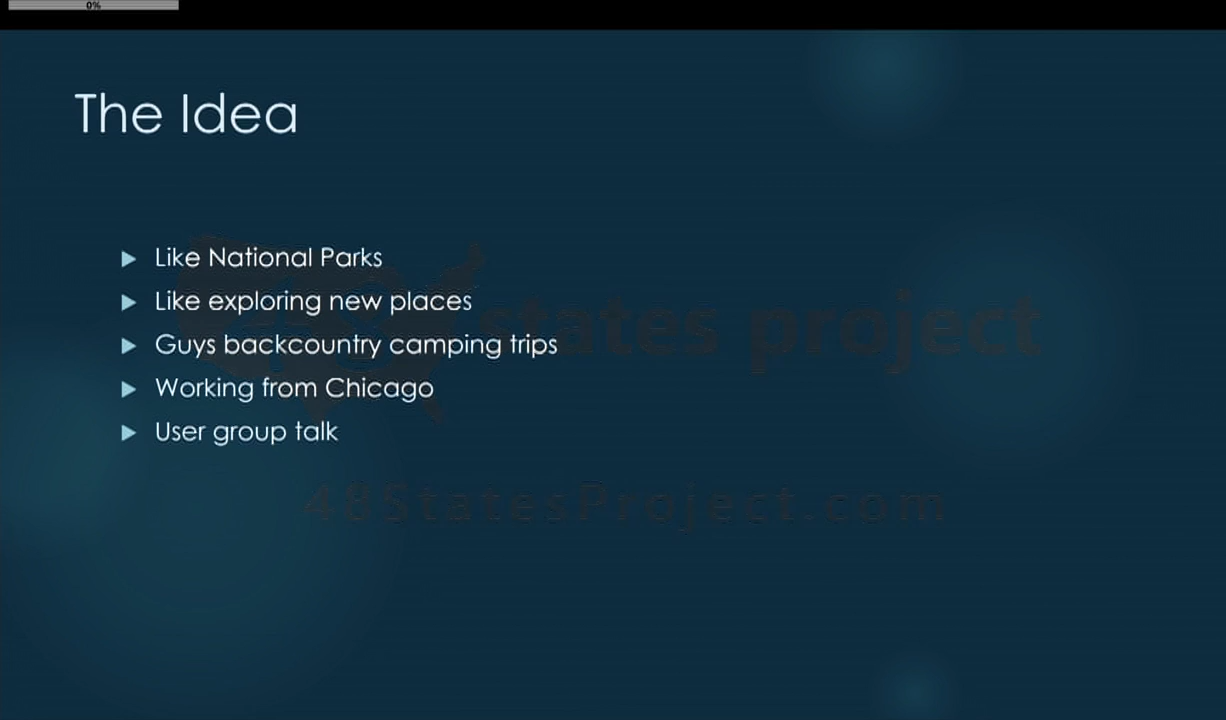 0%
The Idea
Like National Parks
Like exploring new places
Guys backcountry camping trips
Working from Chicago
User group talk
48 states project
48StatesProject.com